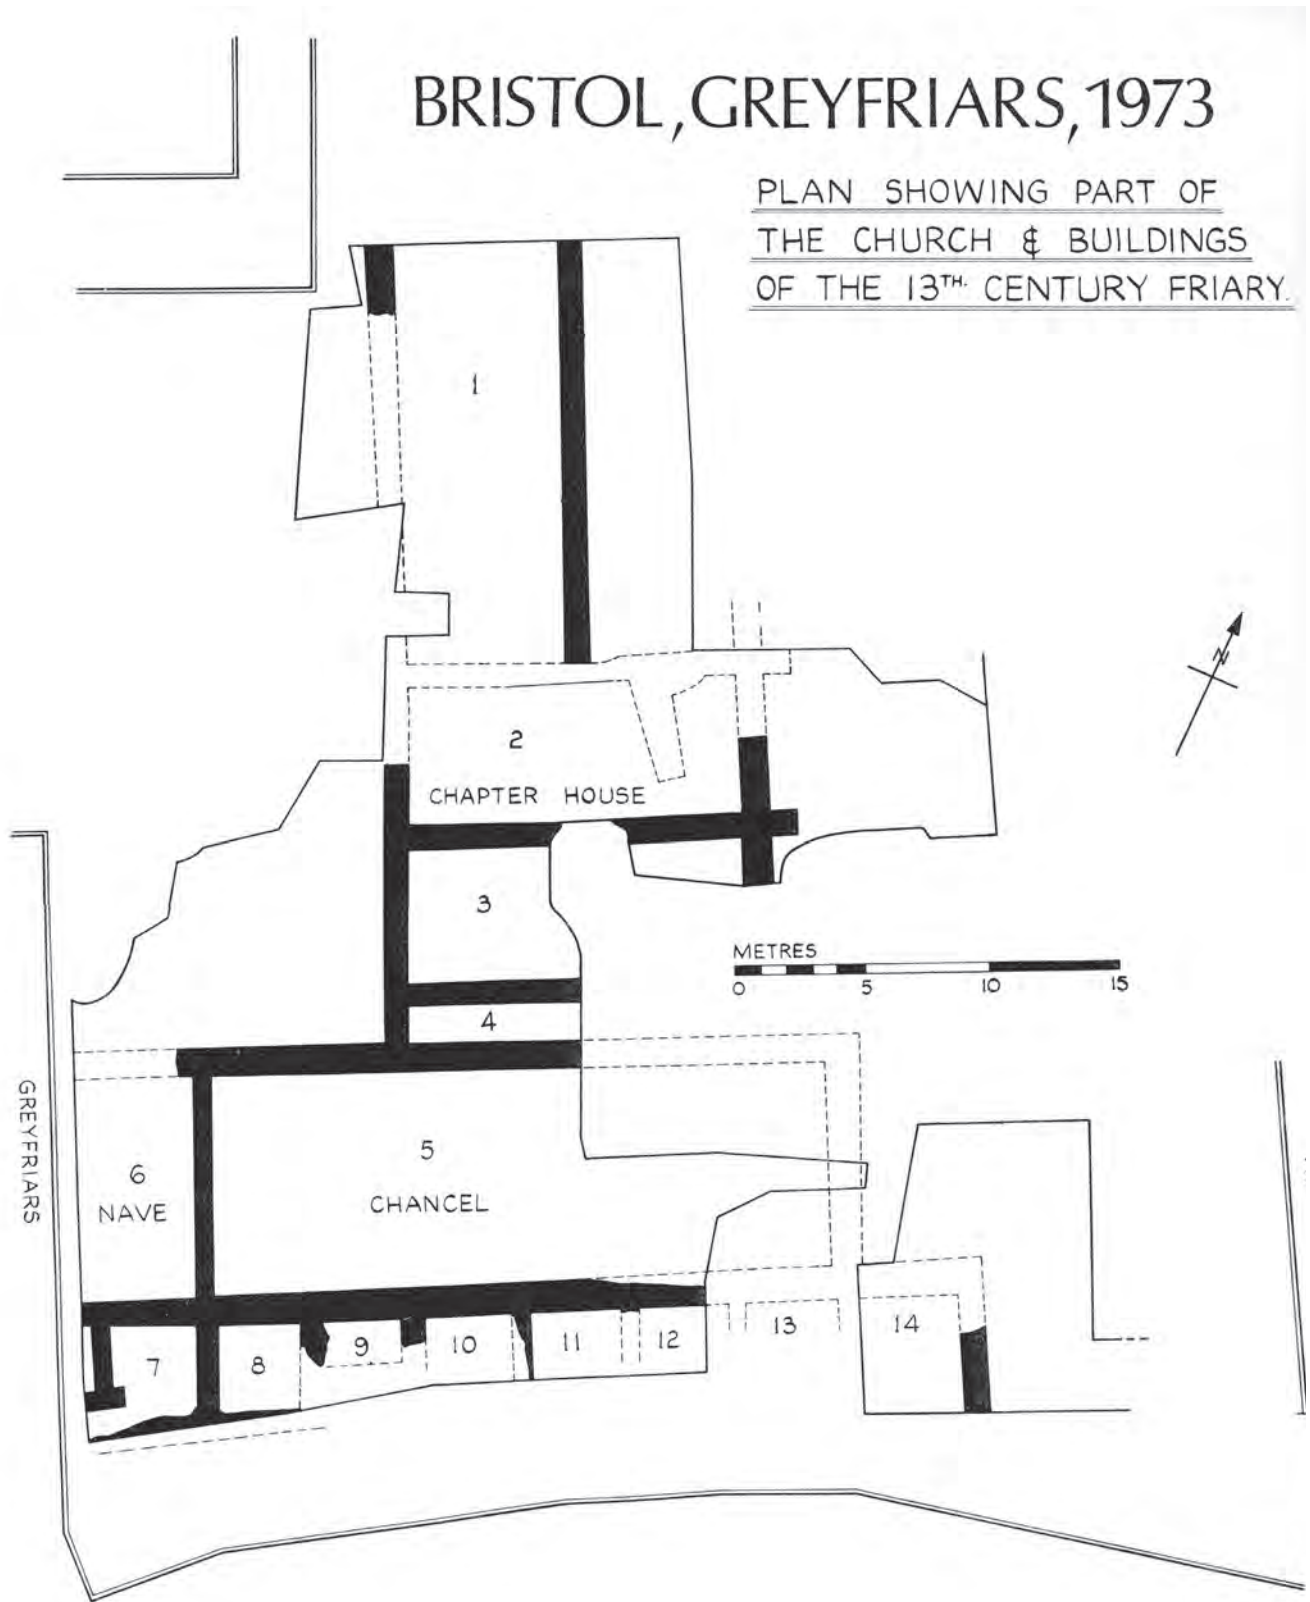 BRISTOL, GREYFRIARS, 1973
PLAN SHOWING PART OF
THE CHURCH & BUILDINGS
OF THE 13TH. CENTURY FRIARY.
1
N
2
CHAPTER HOUSE
3
METRES
0 5 10 15
4
GREYFRIARS
5
CHANCEL
6
NAVE
7
8
9
10
11
12
13
14